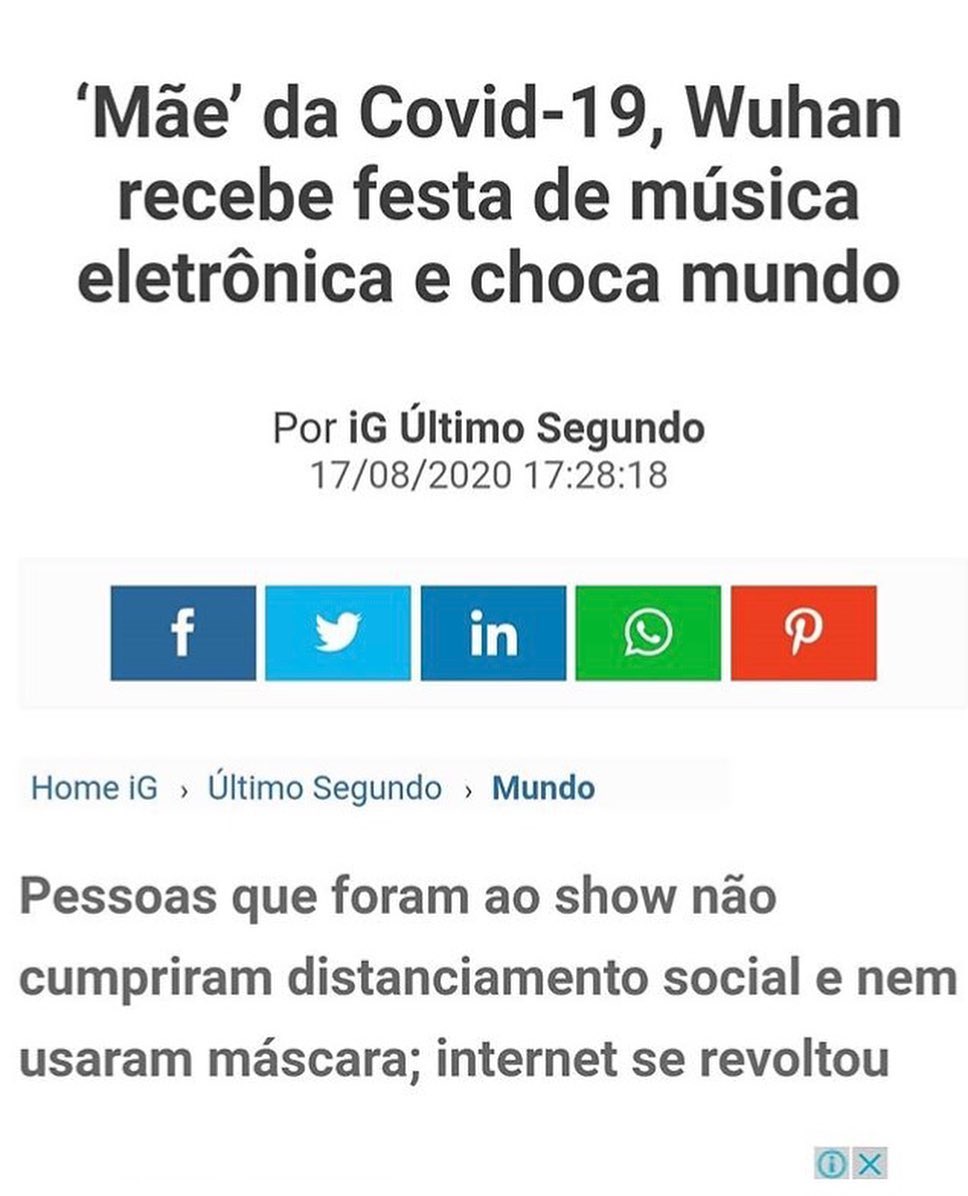 ‘Mãe’ da Covid-19, Wuhan
recebe festa de música
eletrônica e choca mundo
Por iG Último Segundo
17/08/2020 17:28:18
Home iG › Último Segundo › Mundo
Pessoas que foram ao show não
cumpriram distanciamento social e nem
usaram máscara; internet se revoltou